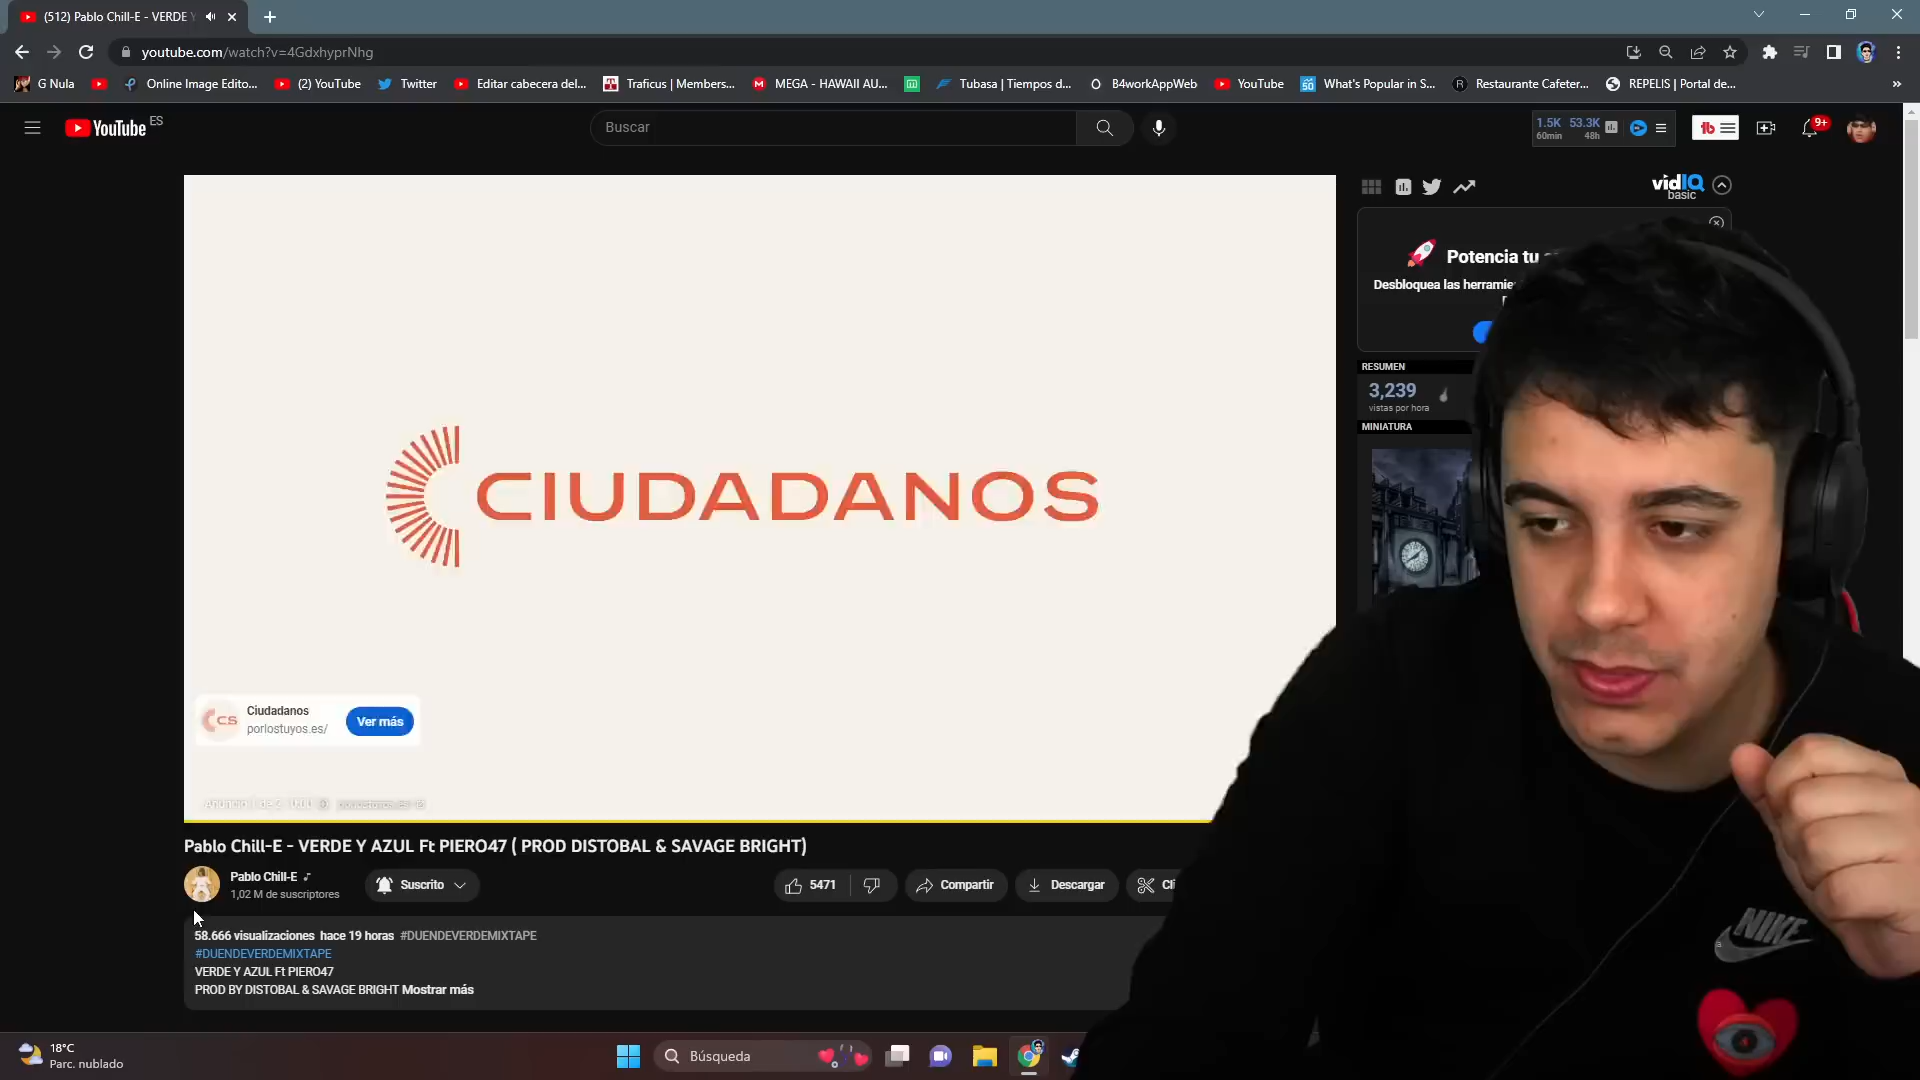 (512) Pablo Chill-E - VERDE Y
youtube.com/watch?v=4GdxhyprNhg
G Nula
Online Image Edito...
(2) YouTube
Twitter
Editar cabecera del...
Traficus | Members...
MEGA - HAWAII AU...
Tubasa | Tiempos d...
B4workAppWeb
YouTube
What's Popular in S...
Restaurante Cafeter...
REPELIS | Portal de...
»
YouTube ES
Buscar
1.5K 53.3K
60min 48h
9+
vidIQ
basic
Potencia tu
Desbloquea las herramie
RESUMEN
3,239
vistas por hora
MINIATURA
CIUDADANOS
CS
Ciudadanos
porlostuyos.es/
Ver más
Pablo Chill-E - VERDE Y AZUL Ft PIERO47 ( PROD DISTOBAL & SAVAGE BRIGHT)
Pablo Chill-E
1,02 M de suscriptores
Suscrito
5471
Compartir
Descargar
Cli
58.666 visualizaciones hace 19 horas #DUENDEVERDEMIXTAPE
#DUENDEVERDEMIXTAPE
VERDE Y AZUL Ft PIERO47
PROD BY DISTOBAL & SAVAGE BRIGHT Mostrar más
NIKE
18°C
Parc. nublado
Búsqueda